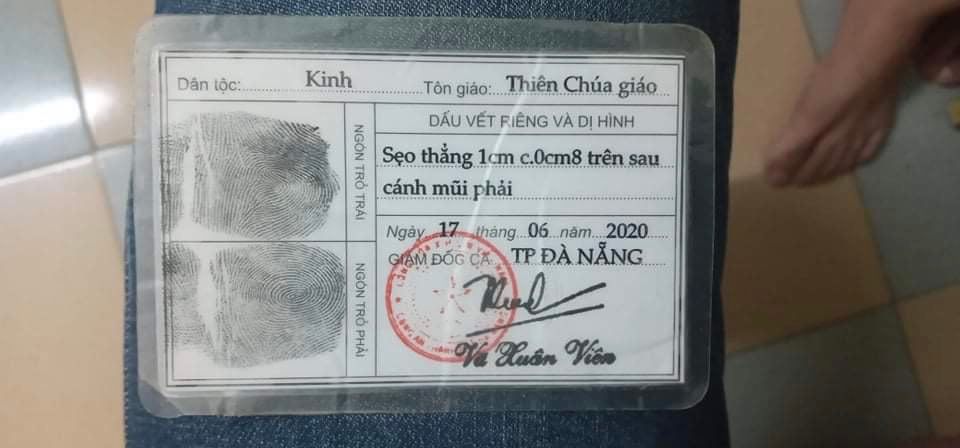 Dân tộc: Kinh Tôn giáo: Thiên Chúa giáo
NGÓN TRỎ TRÁI
DẤU VẾT RIÊNG VÀ DỊ HÌNH
Sẹo thẳng 1cm c.0cm8 trên sau
cánh mũi phải
Ngày 17 tháng 06 năm 2020
GIÁM ĐỐC CA TP ĐÀ NẴNG
NGÓN TRỎ PHẢI
Vũ Xuân Viên